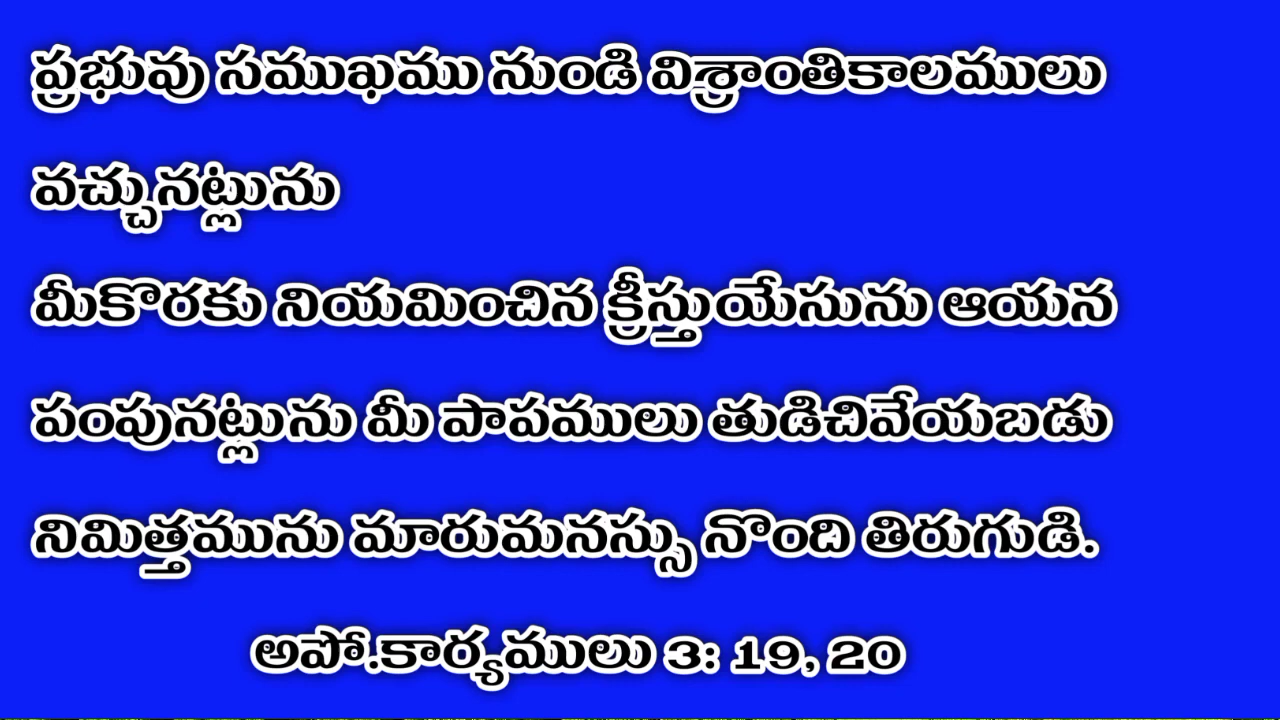 ప్రభువు సముఖము నుండి విశ్రాంతికాలములు
వచ్చునట్లును
మీకొరకు నియమించిన క్రీస్తుయేసును ఆయన
పంపునట్లును మీ పాపములు తుడిచివేయబడు
నిమిత్తమును మారుమనస్సు నొంది తిరుగుడి.
అపో.కార్యములు 3: 19, 20